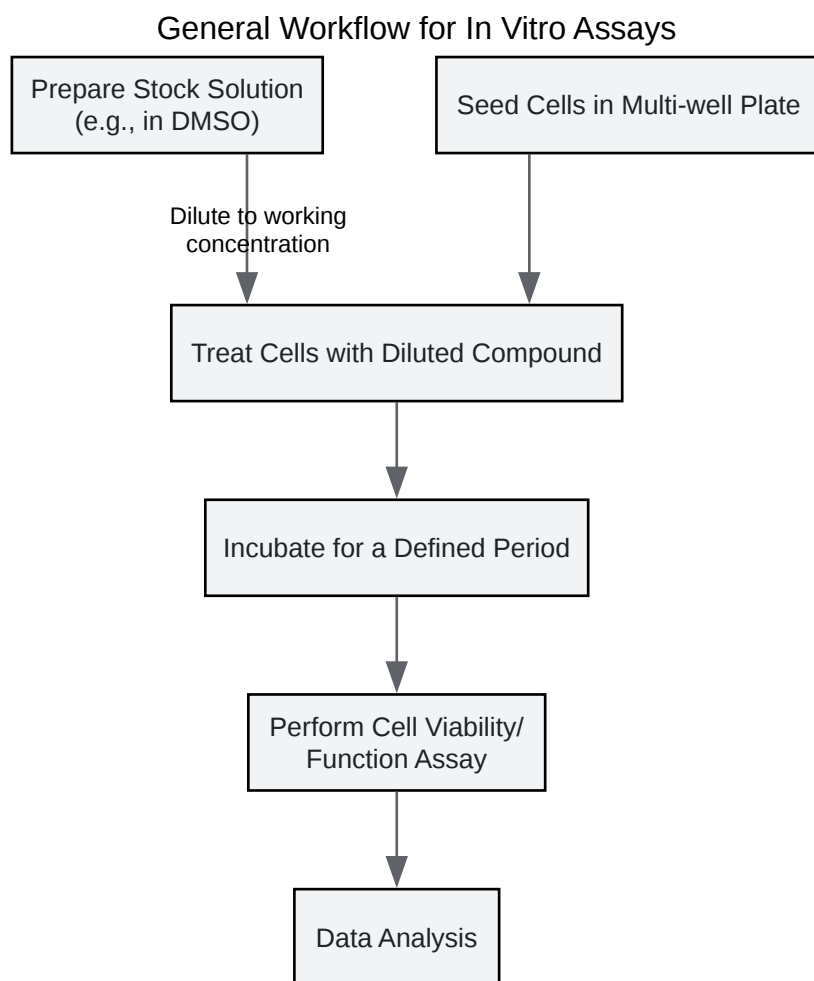 General Workflow for In Vitro Assays
Prepare Stock Solution
(e.g., in DMSO)
Seed Cells in Multi-well Plate
Dilute to working
concentration
Treat Cells with Diluted Compound
Incubate for a Defined Period
Perform Cell Viability/
Function Assay
Data Analysis